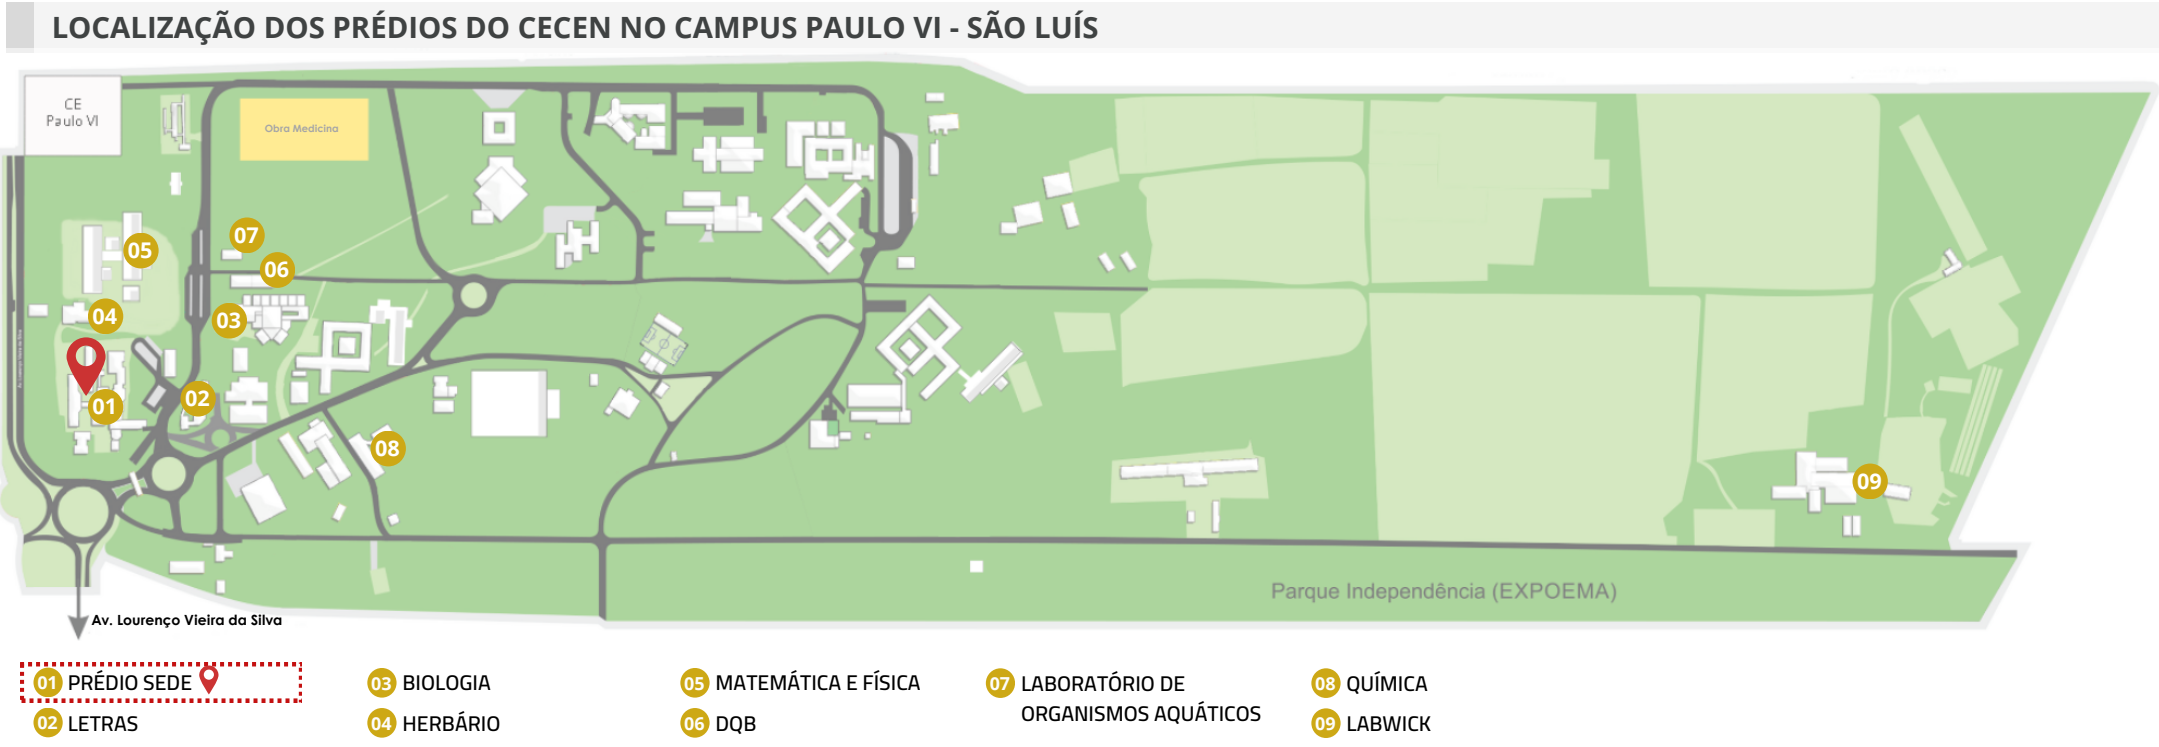 LOCALIZAÇÃO DOS PRÉDIOS DO CECEN NO CAMPUS PAULO VI - SÃO LUÍS
CE
Paulo VI
Obra Medicina
07
05
06
04
03
01
02
08
09
Parque Independência (EXPOEMA)
Av. Lourenço Vieira da Silva
01 PRÉDIO SEDE
02 LETRAS
03 BIOLOGIA
04 HERBÁRIO
05 MATEMÁTICA E FÍSICA
06 DQB
07 LABORATÓRIO DE
ORGANISMOS AQUÁTICOS
08 QUÍMICA
09 LABWICK